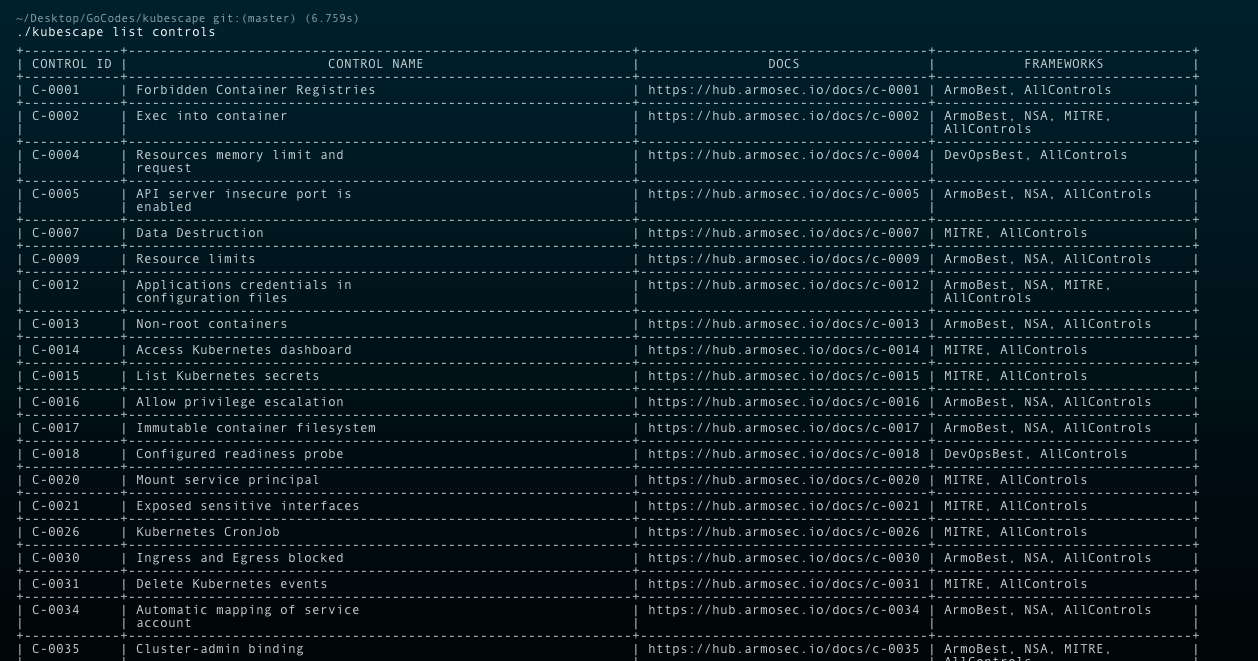 ~/Desktop/GoCodes/kubescape git:(master) (6.759s)
./kubescape list controls
CONTROL ID | CONTROL NAME | DOCS | FRAMEWORKS
C-0001 | Forbidden Container Registries | https://hub.armosec.io/docs/c-0001 | ArmoBest, AllControls
C-0002 | Exec into container | https://hub.armosec.io/docs/c-0002 | ArmoBest, NSA, MITRE,
AllControls
C-0004 | Resources memory limit and | https://hub.armosec.io/docs/c-0004 | DevOpsBest, AllControls
request
C-0005 | API server insecure port is | https://hub.armosec.io/docs/c-0005 | ArmoBest, NSA, AllControls
enabled
C-0007 | Data Destruction | https://hub.armosec.io/docs/c-0007 | MITRE, AllControls
C-0009 | Resource limits | https://hub.armosec.io/docs/c-0009 | ArmoBest, NSA, AllControls
C-0012 | Applications credentials in | https://hub.armosec.io/docs/c-0012 | ArmoBest, NSA, MITRE,
configuration files | AllControls
C-0013 | Non-root containers | https://hub.armosec.io/docs/c-0013 | ArmoBest, NSA, AllControls
C-0014 | Access Kubernetes dashboard | https://hub.armosec.io/docs/c-0014 | MITRE, AllControls
C-0015 | List Kubernetes secrets | https://hub.armosec.io/docs/c-0015 | MITRE, AllControls
C-0016 | Allow privilege escalation | https://hub.armosec.io/docs/c-0016 | ArmoBest, NSA, AllControls
C-0017 | Immutable container filesystem | https://hub.armosec.io/docs/c-0017 | ArmoBest, NSA, AllControls
C-0018 | Configured readiness probe | https://hub.armosec.io/docs/c-0018 | DevOpsBest, AllControls
C-0020 | Mount service principal | https://hub.armosec.io/docs/c-0020 | MITRE, AllControls
C-0021 | Exposed sensitive interfaces | https://hub.armosec.io/docs/c-0021 | MITRE, AllControls
C-0026 | Kubernetes CronJob | https://hub.armosec.io/docs/c-0026 | MITRE, AllControls
C-0030 | Ingress and Egress blocked | https://hub.armosec.io/docs/c-0030 | ArmoBest, NSA, AllControls
C-0031 | Delete Kubernetes events | https://hub.armosec.io/docs/c-0031 | MITRE, AllControls
C-0034 | Automatic mapping of service | https://hub.armosec.io/docs/c-0034 | ArmoBest, NSA, AllControls
account
C-0035 | Cluster-admin binding | https://hub.armosec.io/docs/c-0035 | ArmoBest, NSA, MITRE,